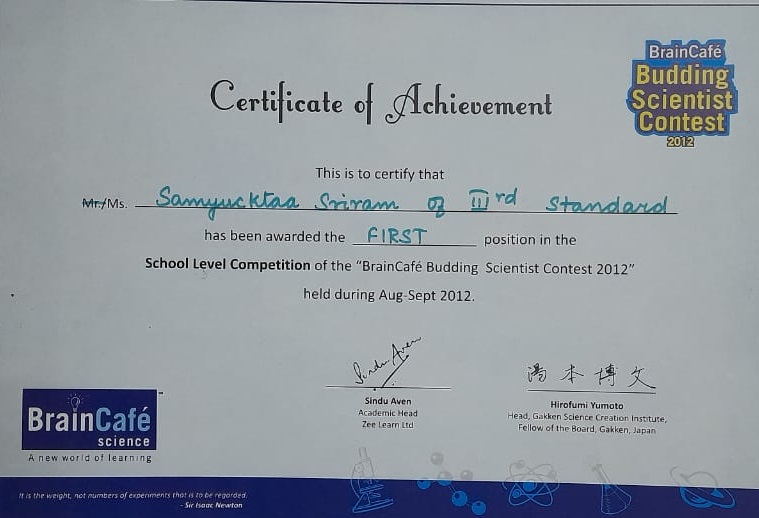 BrainCafé
Budding
Scientist
Contest
2012
Certificate of Achievement
This is to certify that
Mr./Ms. Samyucktaa Sriram of IIIrd Standard
has been awarded the FIRST position in the
School Level Competition of the "BrainCafé Budding Scientist Contest 2012"
held during Aug-Sept 2012.
Sindu Aven
湯本博文
Sindu Aven
Academic Head
Zee Learn Ltd
Hirofumi Yumoto
Head, Gakken Science Creation Institute,
Fellow of the Board, Gakken, Japan
BrainCafé
science
A new world of learning
It is the weight, not numbers of experiments that is to be regarded.
- Sir Isaac Newton